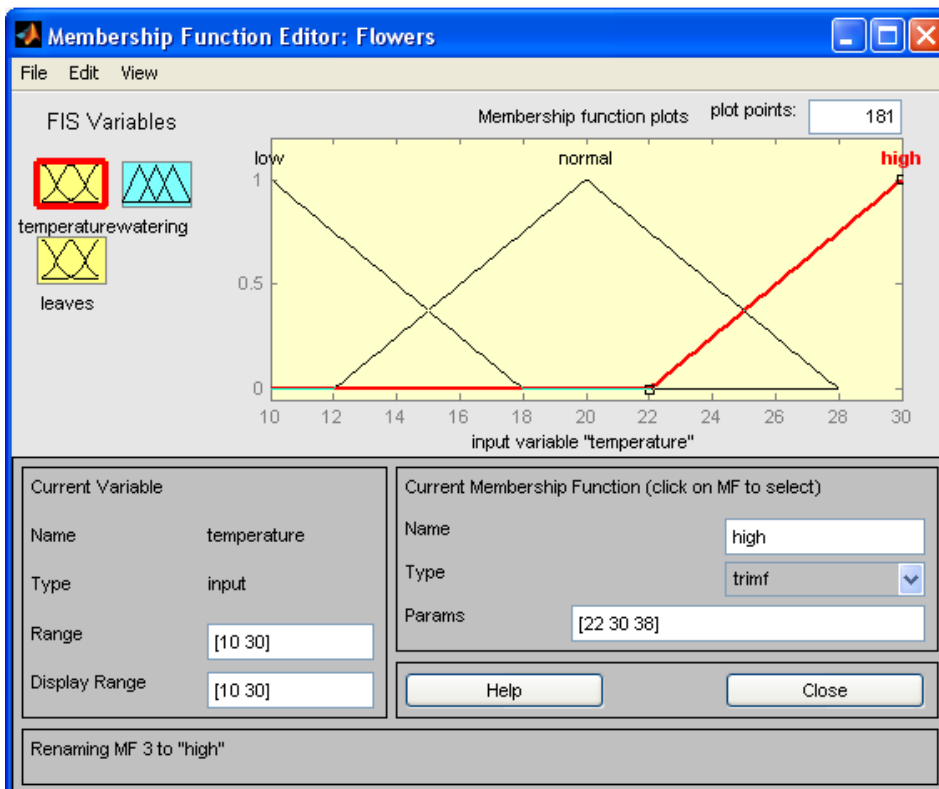 Membership Function Editor: Flowers
File Edit View
FIS Variables
Membership function plots plot points: 181
temperature watering
leaves
low normal high
1
0.5
0
10 12 14 16 18 20 22 24 26 28 30
input variable "temperature"
Current Variable
Name temperature
Type input
Range [10 30]
Display Range [10 30]
Current Membership Function (click on MF to select)
Name high
Type trimf
Params [22 30 38]
Help Close
Renaming MF 3 to "high"